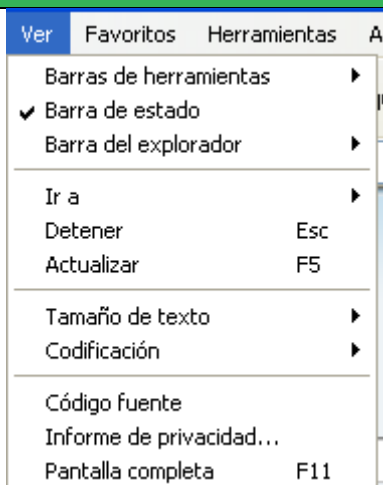 Ver Favoritos Herramientas A
Barras de herramientas
Barra de estado
Barra del explorador
Ir a
Detener Esc
Actualizar F5
Tamaño de texto
Codificación
Código fuente
Informe de privacidad...
Pantalla completa F11